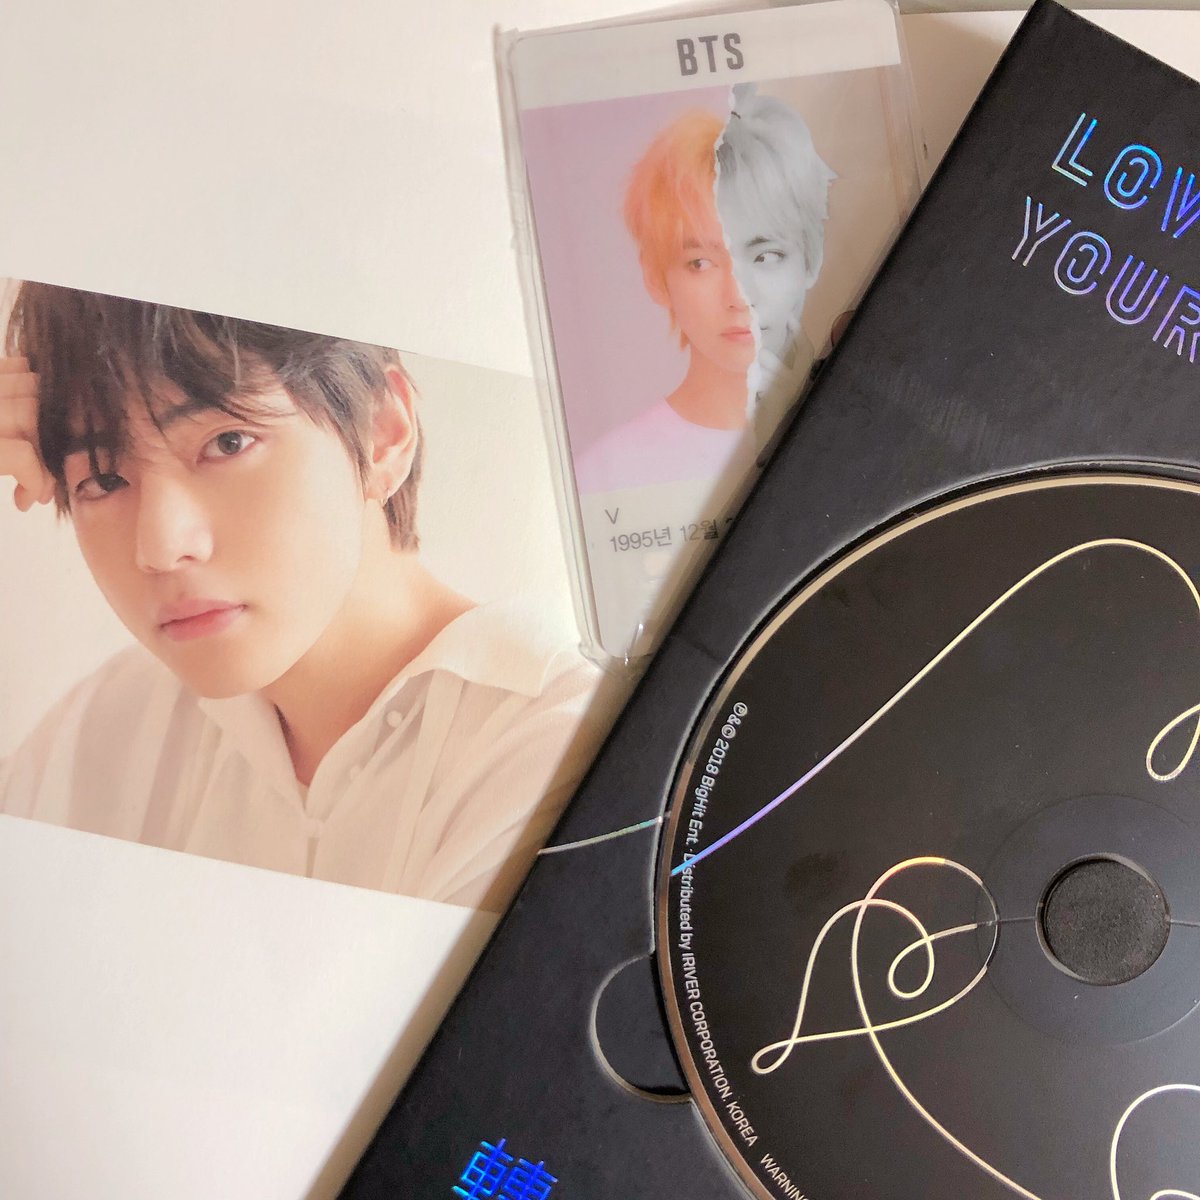 BTS
V
1995년 12월
LOV
YOUR
℗&© 2018 BigHit Ent. · Distributed by IRIVER CORPORATION. KOREA WARNING
轉